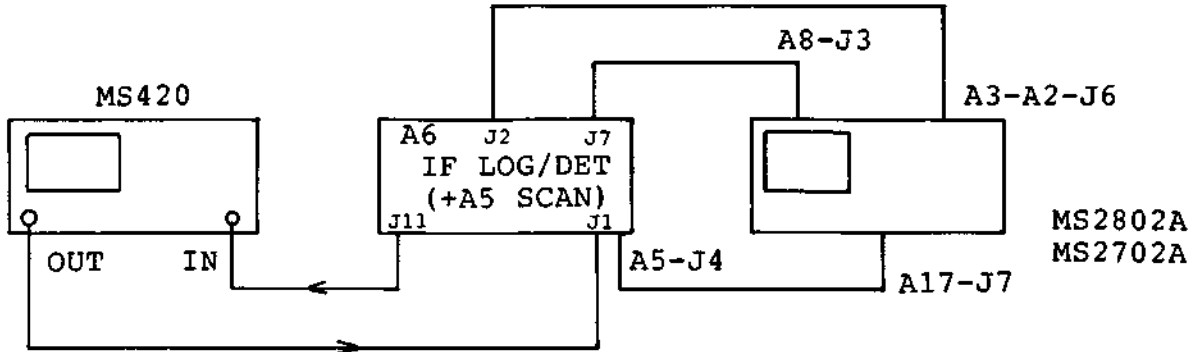 A8-J3
MS420
A3-A2-J6
A6 J2 J7
IF LOG/DET
(+A5 SCAN)
J11 J1
OUT IN
A5-J4
A17-J7
MS2802A
MS2702A